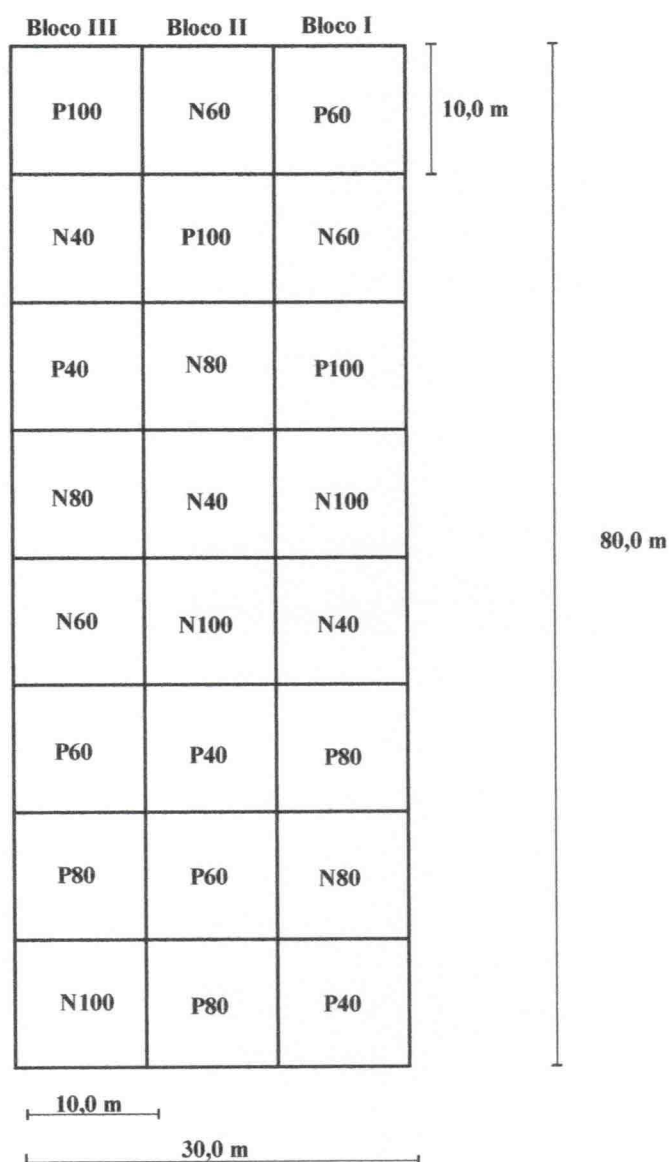 Bloco III Bloco II Bloco I
P100 N60 P60 10,0 m
N40 P100 N60
P40 N80 P100
N80 N40 N100
80,0 m
N60 N100 N40
P60 P40 P80
P80 P60 N80
N100 P80 P40
10,0 m
30,0 m